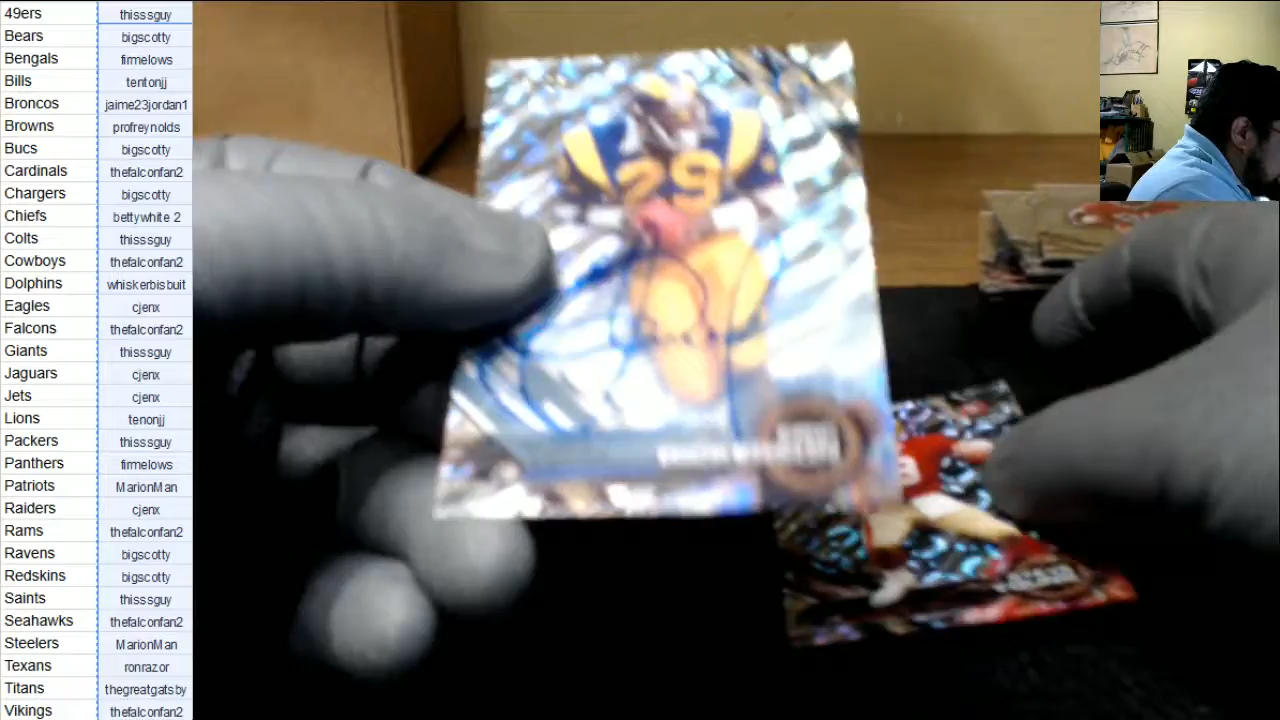 49ers thisssguy
Bears bigscotty
Bengals firmelows
Bills tentonjj
Broncos jaime23jordan1
Browns profreynolds
Bucs bigscotty
Cardinals thefalconfan2
Chargers bigscotty
Chiefs bettywhite 2
Colts thisssguy
Cowboys thefalconfan2
Dolphins whiskerbisbuit
Eagles cjenx
Falcons thefalconfan2
Giants thisssguy
Jaguars cjenx
Jets cjenx
Lions tenonjj
Packers thisssguy
Panthers firmelows
Patriots MarionMan
Raiders cjenx
Rams thefalconfan2
Ravens bigscotty
Redskins bigscotty
Saints thisssguy
Seahawks thefalconfan2
Steelers MarionMan
Texans ronrazor
Titans thegreatgatsby
Vikings thefalconfan2
29